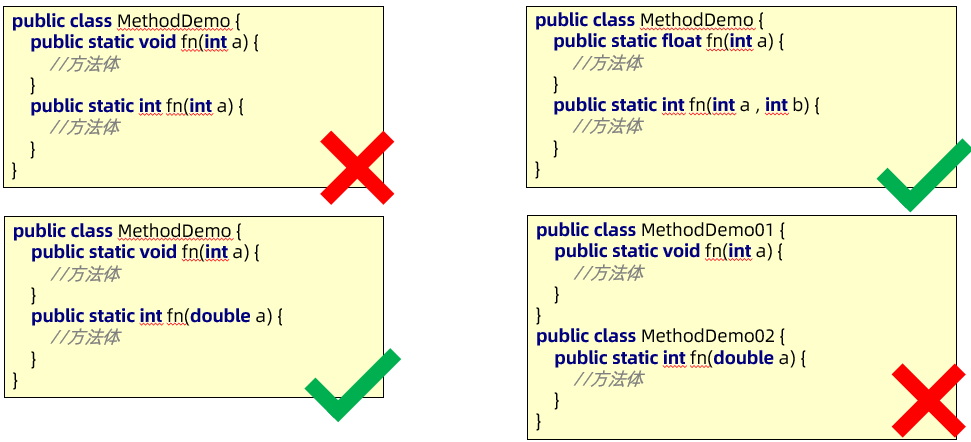 public class MethodDemo {
public static void fn(int a) {
//方法体
}
public static int fn(int a) {
//方法体
}
}
public class MethodDemo {
public static float fn(int a) {
//方法体
}
public static int fn(int a , int b) {
//方法体
}
}
public class MethodDemo {
public static void fn(int a) {
//方法体
}
public static int fn(double a) {
//方法体
}
}
public class MethodDemo01 {
public static void fn(int a) {
//方法体
}
}
public class MethodDemo02 {
public static int fn(double a) {
//方法体
}
}